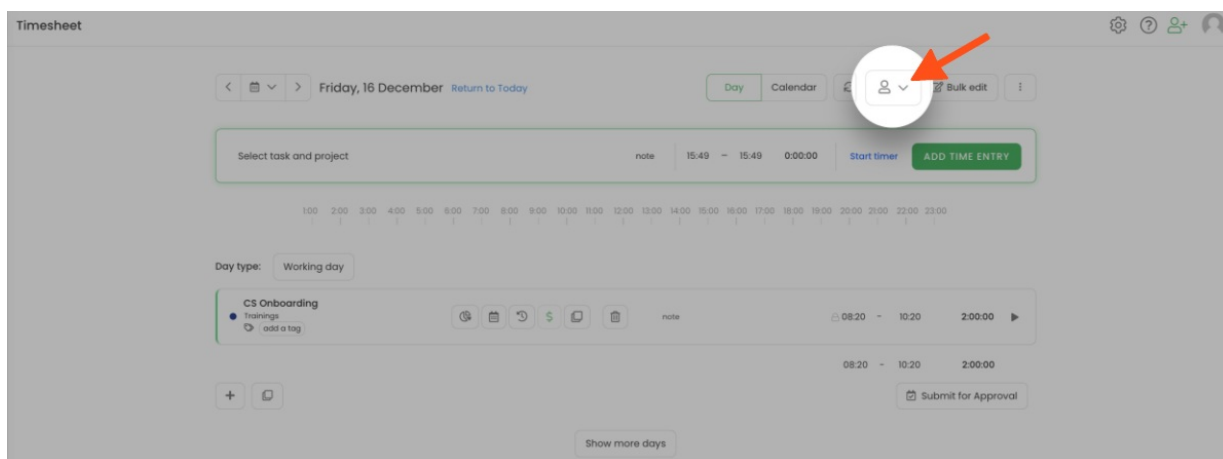 Timesheet
Friday, 16 December Return to Today Day Calendar Bulk edit
Select task and project note 15:49 – 15:49 0:00:00 Start timer ADD TIME ENTRY
1:00 2:00 3:00 4:00 5:00 6:00 7:00 8:00 9:00 10:00 11:00 12:00 13:00 14:00 15:00 16:00 17:00 18:00 19:00 20:00 21:00 22:00 23:00
Day type: Working day
CS Onboarding
Trainings note 08:20 - 10:20 2:00:00
add a tag
08:20 - 10:20 2:00:00
Submit for Approval
Show more days